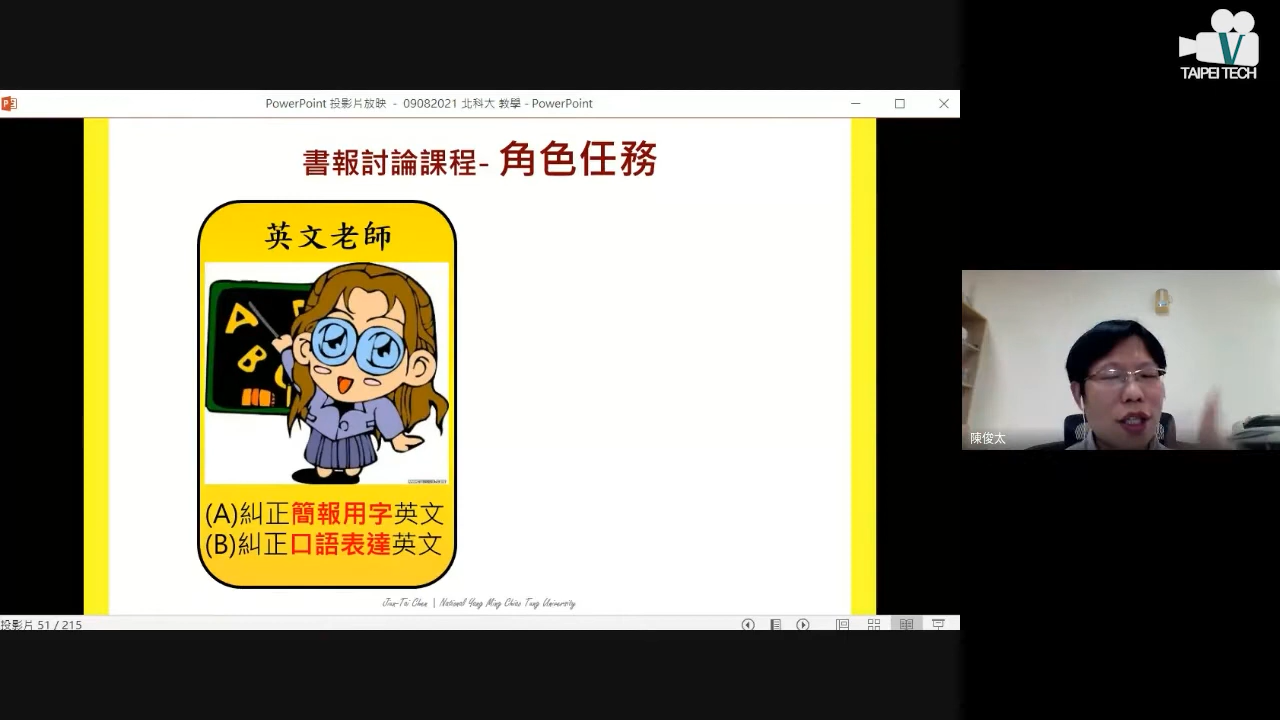 TAIPEI TECH
PowerPoint 投影片放映 - 09082021 北科大 教學 - PowerPoint
書報討論課程- 角色任務
英文老師
A
B
(A)糾正簡報用字英文
(B)糾正口語表達英文
Jiun-Tai Chen | National Yang Ming Chiao Tung University
投影片 51 / 215
陳俊太